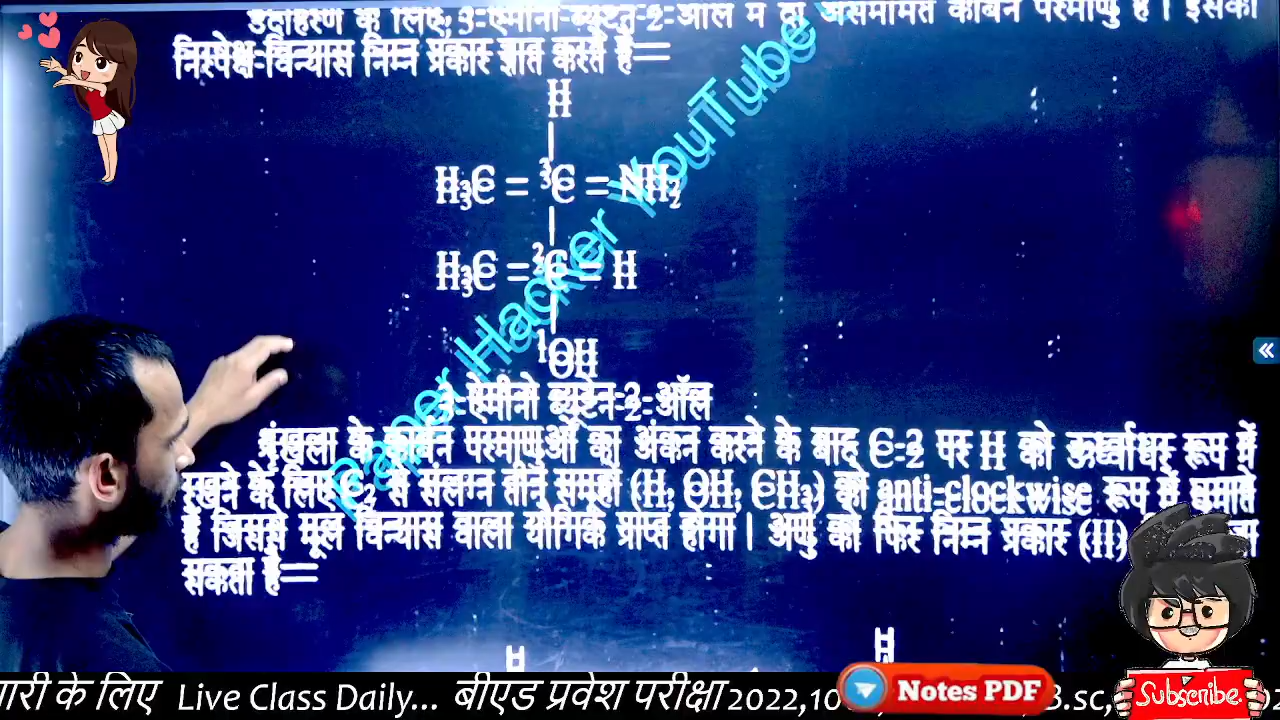 उदाहरण के लिए, 3-ऐमीनो ब्यूटेन-2-ऑल में दो असममित कार्बन परमाणु हैं। इसका
निरपेक्ष-विन्यास निम्न प्रकार ज्ञात करते हैं—
H
H₃C – ³C – NH₂
H₃C – ²C – H
¹OH
3-ऐमीनो ब्यूटेन-2-ऑल
शृंखला के कार्बन परमाणुओं का अंकन करने के बाद C-2 पर H को ऊर्ध्वाधर रूप में
रखने के लिए C₂ से संलग्न तीन समूहों (H, OH, CH₃) को anti-clockwise रूप में घुमाते
हैं जिससे मूल विन्यास वाला यौगिक प्राप्त होगा। अणु को फिर निम्न प्रकार (II)
सकता है—
H H
Paper Hacker YouTube
के लिए Live Class Daily... बीएड प्रवेश परीक्षा 2022,10
Notes PDF
Subscribe